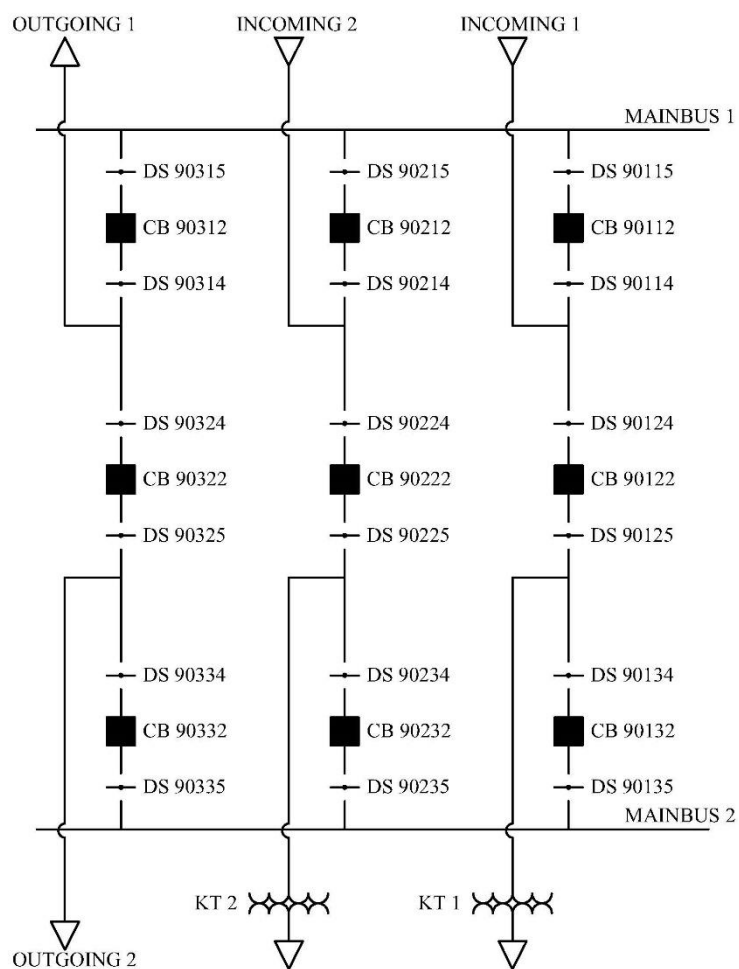 OUTGOING 1 INCOMING 2 INCOMING 1
MAINBUS 1
DS 90315 DS 90215 DS 90115
CB 90312 CB 90212 CB 90112
DS 90314 DS 90214 DS 90114
DS 90324 DS 90224 DS 90124
CB 90322 CB 90222 CB 90122
DS 90325 DS 90225 DS 90125
DS 90334 DS 90234 DS 90134
CB 90332 CB 90232 CB 90132
DS 90335 DS 90235 DS 90135
MAINBUS 2
KT 2 KT 1
OUTGOING 2